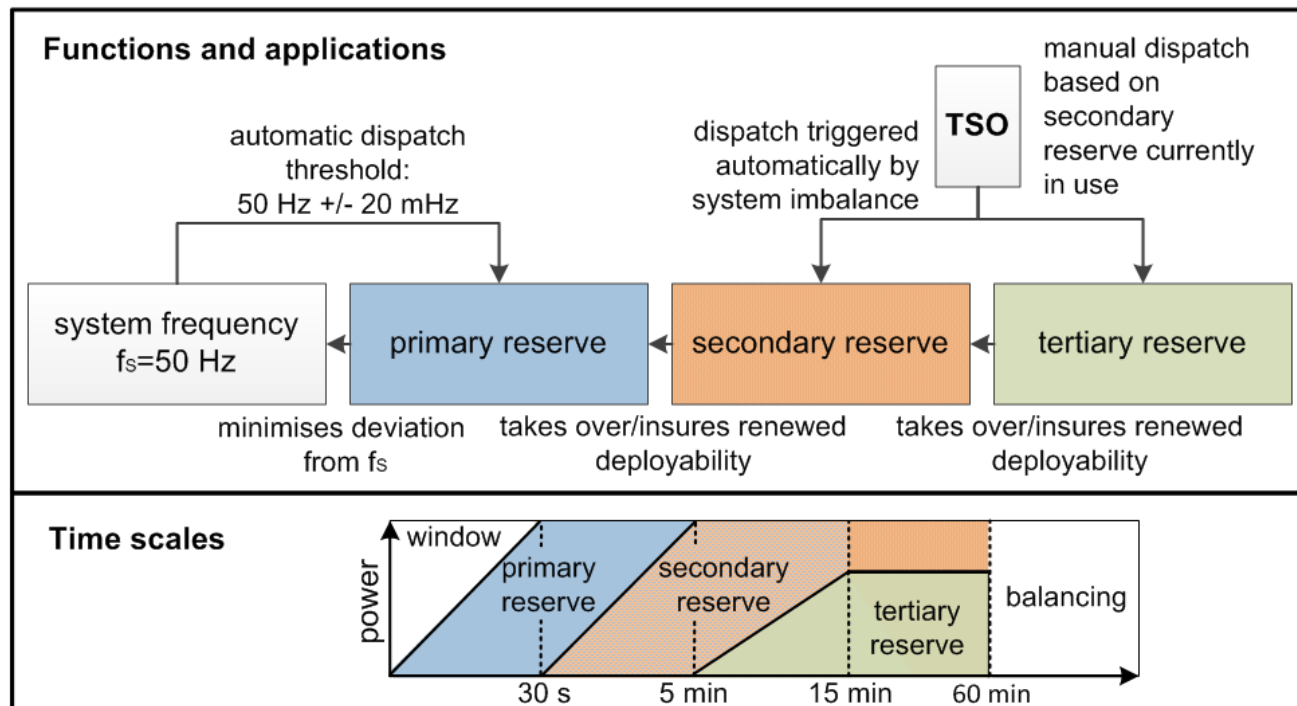 Functions and applications
automatic dispatch
threshold:
50 Hz +/- 20 mHz
dispatch triggered
automatically by
system imbalance
TSO
manual dispatch
based on
secondary
reserve currently
in use
system frequency
fs=50 Hz
primary reserve
secondary reserve
tertiary reserve
minimises deviation
from fs
takes over/insures renewed
deployability
takes over/insures renewed
deployability
Time scales
power
window
primary
reserve
secondary
reserve
tertiary
reserve
balancing
30 s
5 min
15 min
60 min